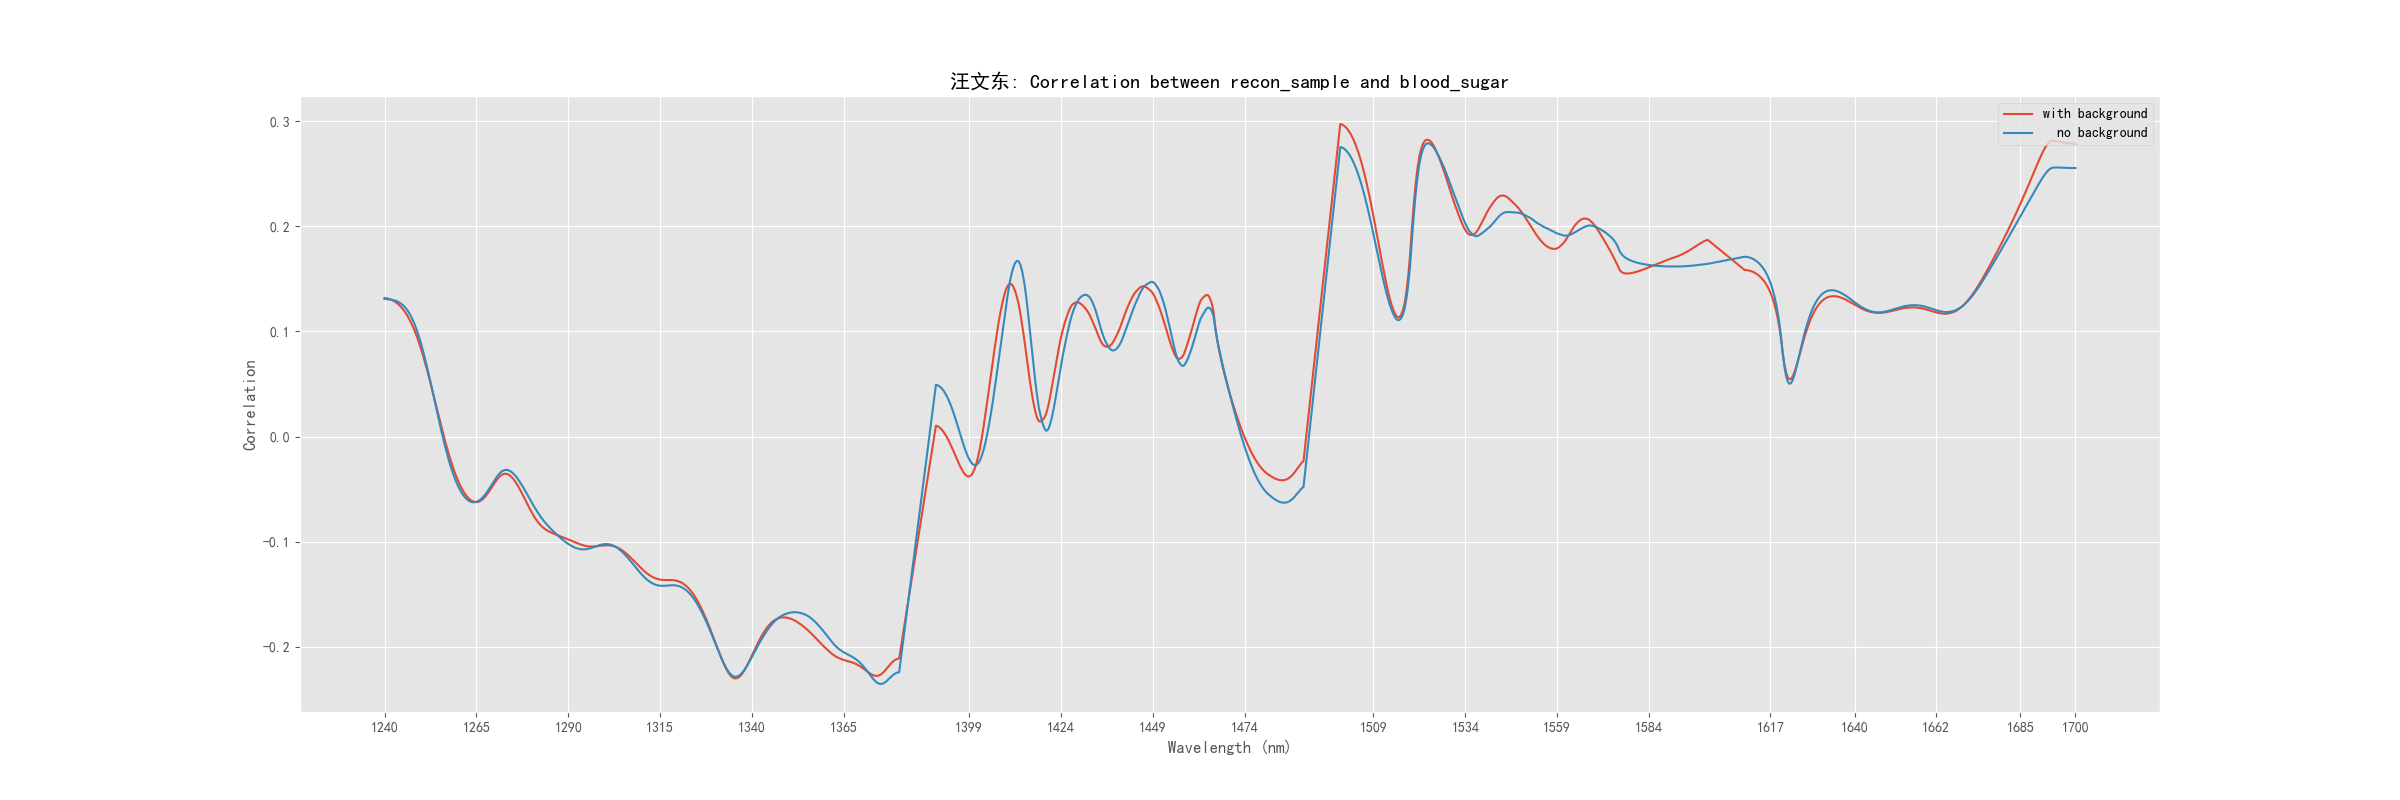 汪文东: Correlation between recon_sample and blood_sugar
with background
no background
0.3
0.2
0.1
0.0
-0.1
-0.2
Correlation
1240 1265 1290 1315 1340 1365 1399 1424 1449 1474 1509 1534 1559 1584 1617 1640 1662 1685 1700
Wavelength (nm)